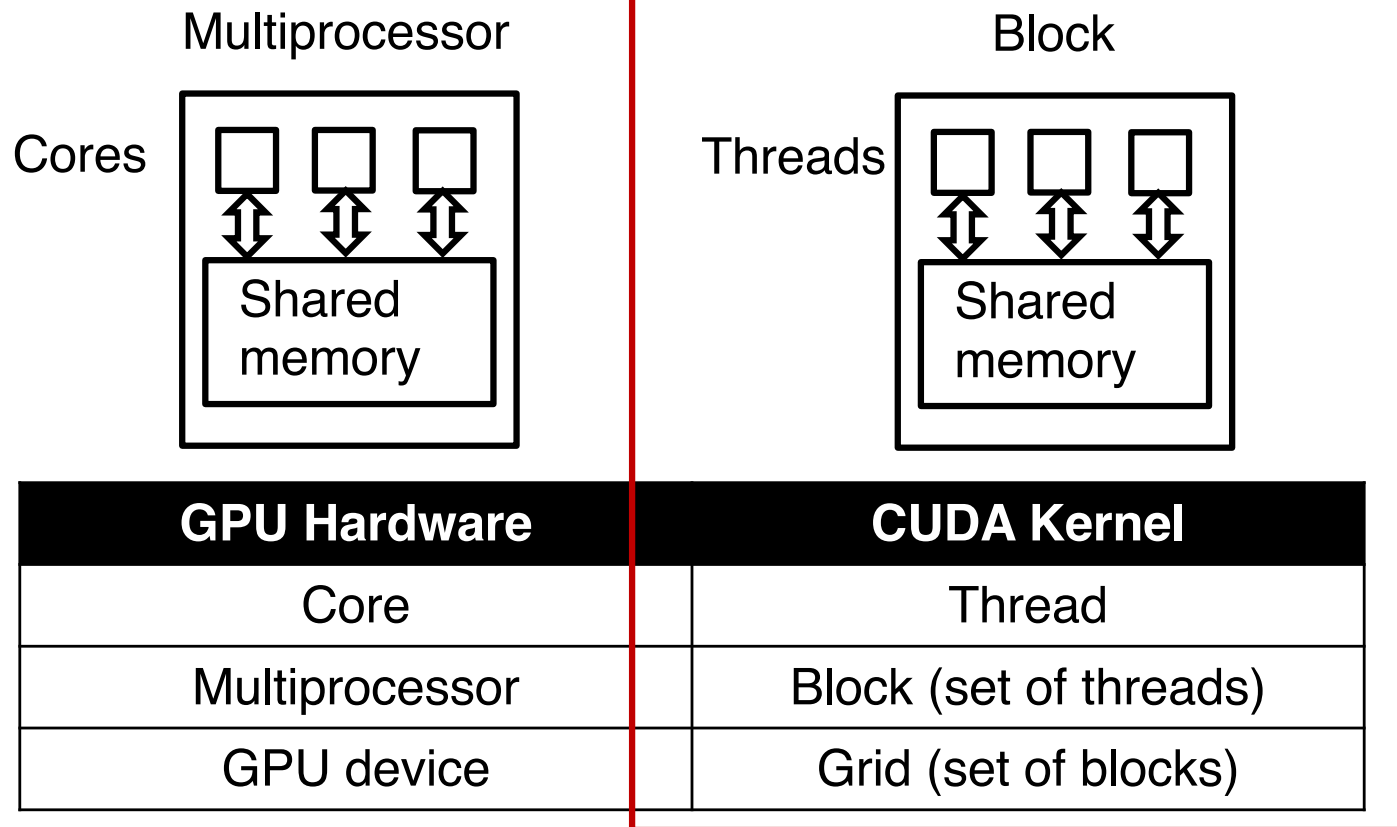 Multiprocessor
Block
Cores
Threads
Shared
memory
Shared
memory
GPU Hardware
CUDA Kernel
Core
Thread
Multiprocessor
Block (set of threads)
GPU device
Grid (set of blocks)